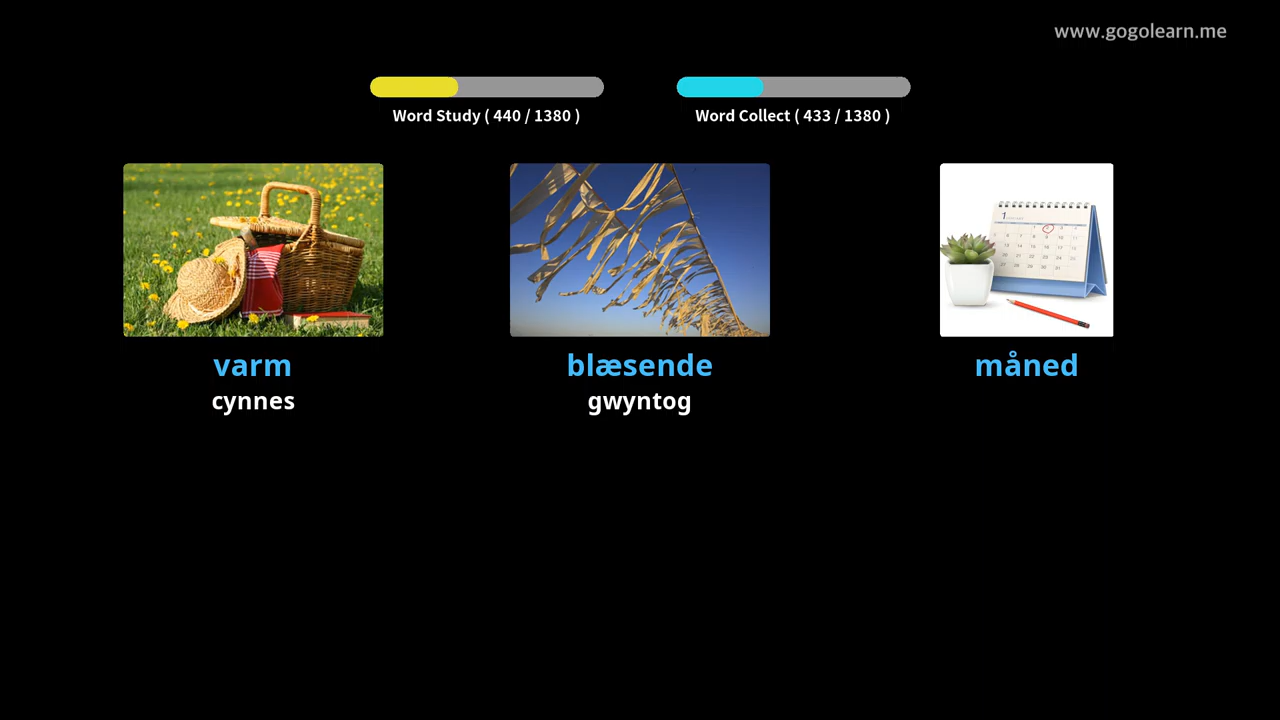 www.gogolearn.me
Word Study ( 440 / 1380 )
Word Collect ( 433 / 1380 )
varm
cynnes
blæsende
gwyntog
måned